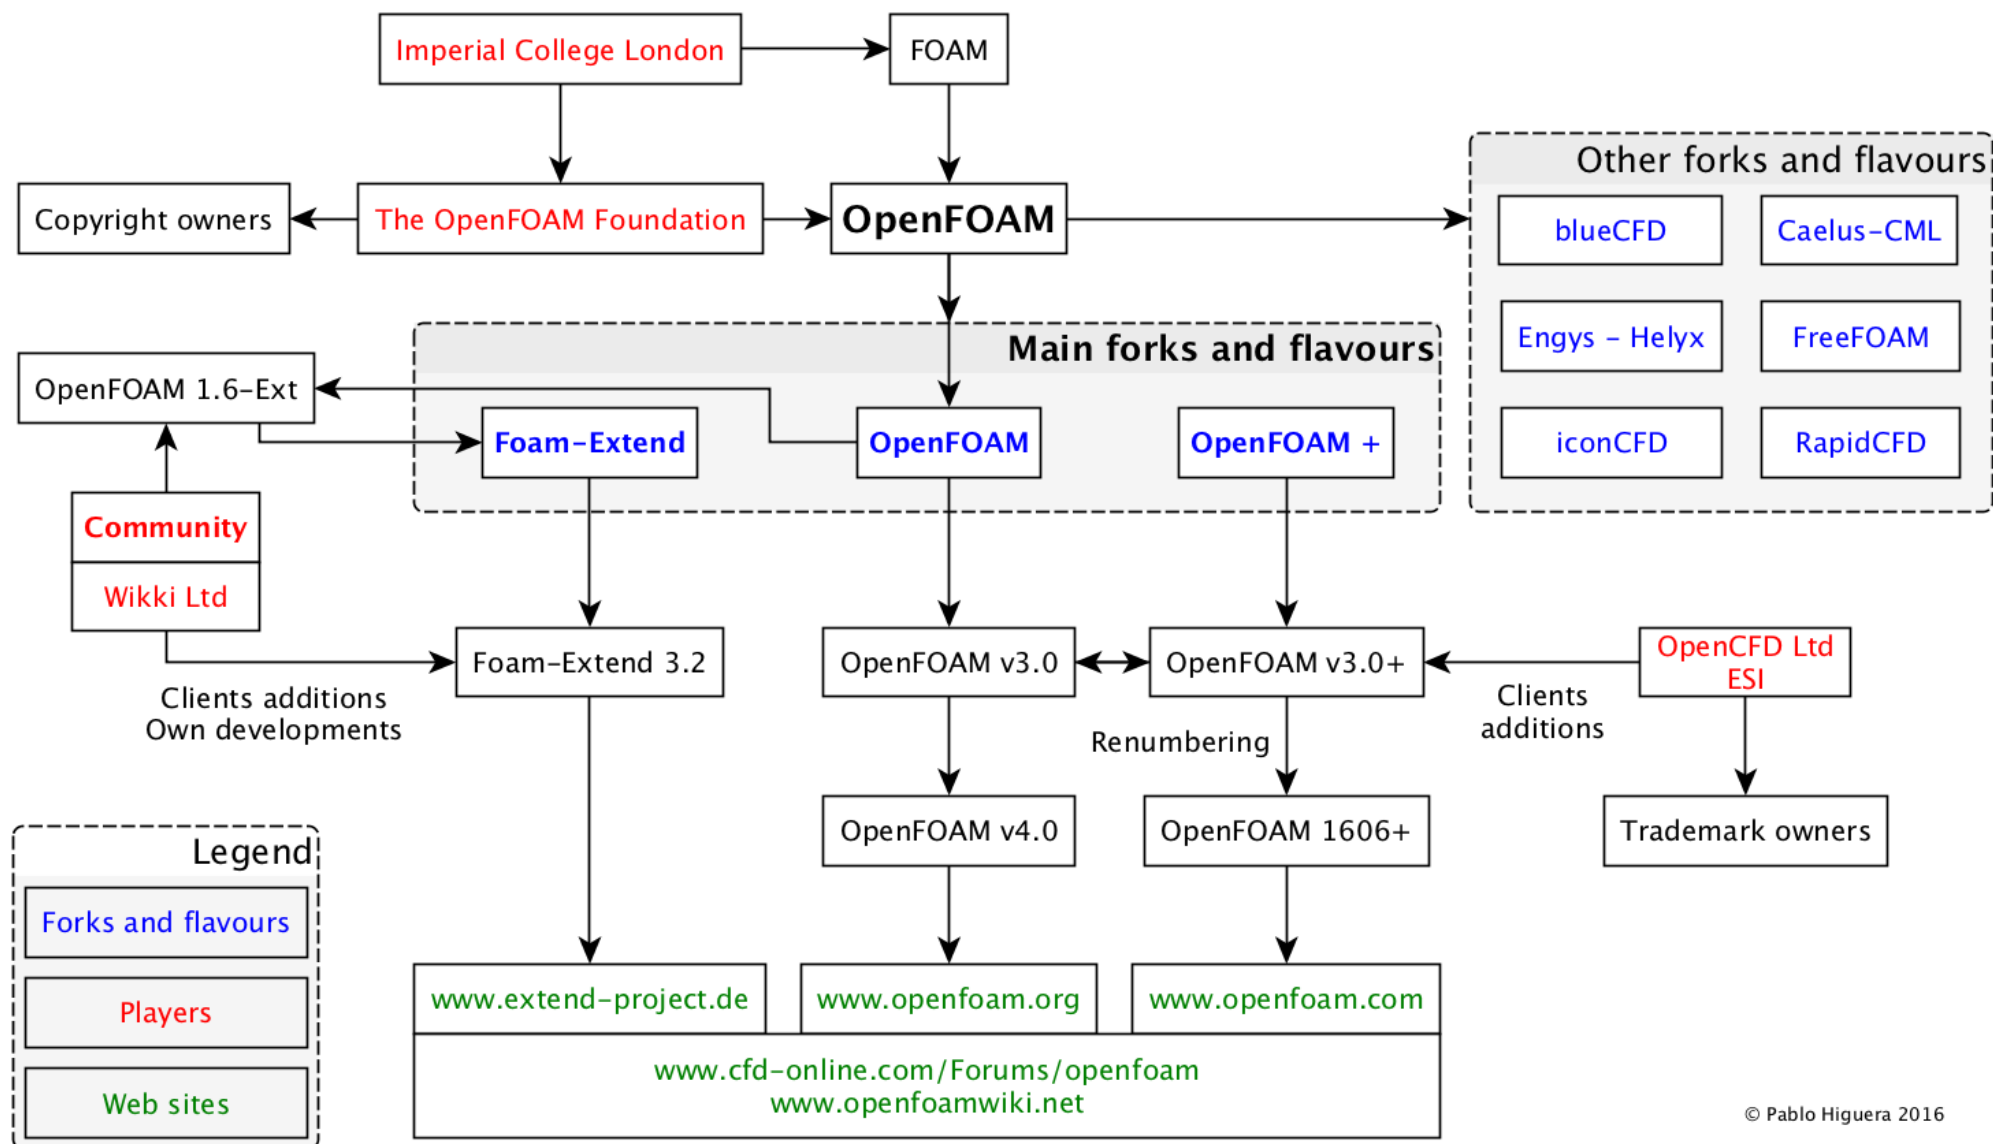 Imperial College London
FOAM
Other forks and flavours
Copyright owners
The OpenFOAM Foundation
OpenFOAM
blueCFD
Caelus-CML
Engys - Helyx
FreeFOAM
iconCFD
RapidCFD
Main forks and flavours
OpenFOAM 1.6-Ext
Foam-Extend
OpenFOAM
OpenFOAM +
Community
Wikki Ltd
Foam-Extend 3.2
OpenFOAM v3.0
OpenFOAM v3.0+
OpenCFD Ltd
ESI
Clients additions
Own developments
Clients
additions
Renumbering
OpenFOAM v4.0
OpenFOAM 1606+
Trademark owners
Legend
Forks and flavours
Players
Web sites
www.extend-project.de
www.openfoam.org
www.openfoam.com
www.cfd-online.com/Forums/openfoam
www.openfoamwiki.net
© Pablo Higuera 2016